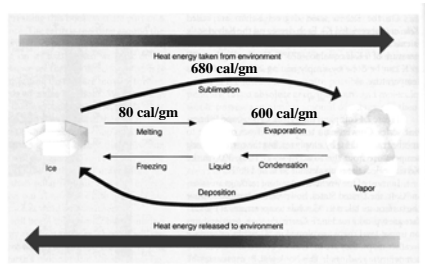 Heat energy taken from environment
680 cal/gm
Sublimation
80 cal/gm
600 cal/gm
Melting
Evaporation
Ice
Freezing
Liquid
Condensation
Vapor
Deposition
Heat energy released to environment